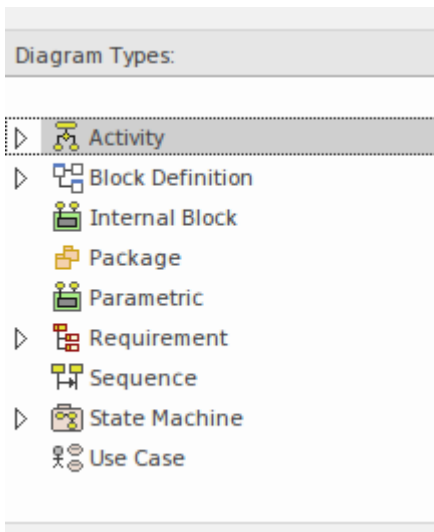 Diagram Types:
Activity
Block Definition
Internal Block
Package
Parametric
Requirement
Sequence
State Machine
Use Case